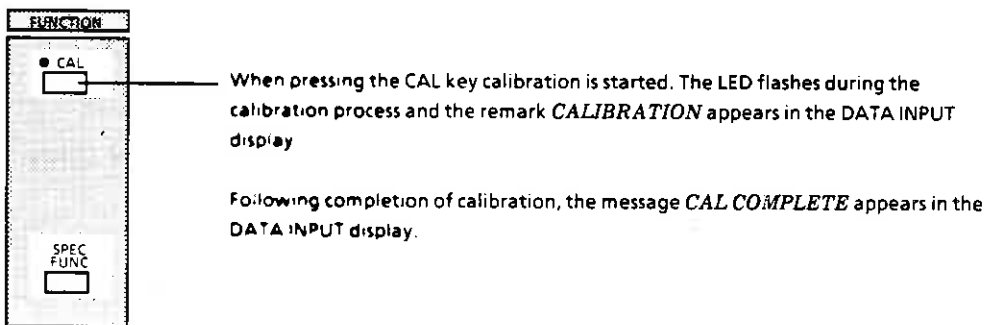 FUNCTION
CAL
When pressing the CAL key calibration is started. The LED flashes during the
calibration process and the remark CALIBRATION appears in the DATA INPUT
display
Following completion of calibration, the message CAL COMPLETE appears in the
DATA INPUT display.
SPEC
FUNC